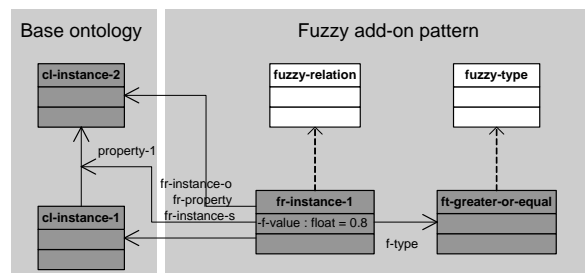 Base ontology
Fuzzy add-on pattern
cl-instance-2
fuzzy-relation
fuzzy-type
property-1
fr-instance-o
fr-property
fr-instance-s
cl-instance-1
fr-instance-1
-f-value : float = 0.8
ft-greater-or-equal
f-type